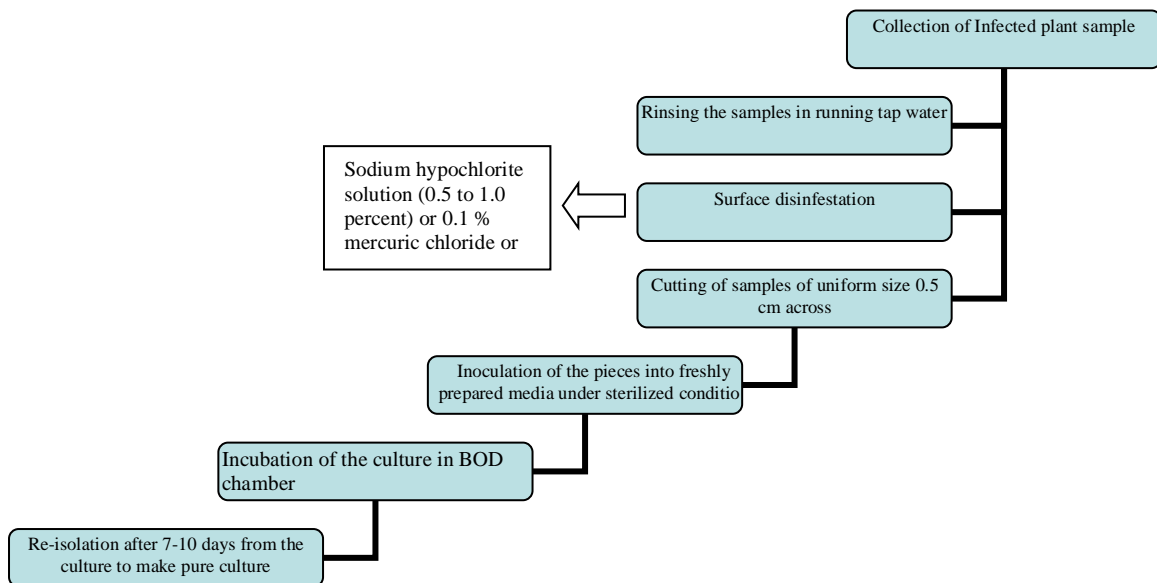 Collection of Infected plant sample
Rinsing the samples in running tap water
Sodium hypochlorite
solution (0.5 to 1.0
percent) or 0.1 %
mercuric chloride or
Surface disinfestation
Cutting of samples of uniform size 0.5
cm across
Inoculation of the pieces into freshly
prepared media under sterilized conditio
Incubation of the culture in BOD
chamber
Re-isolation after 7-10 days from the
culture to make pure culture